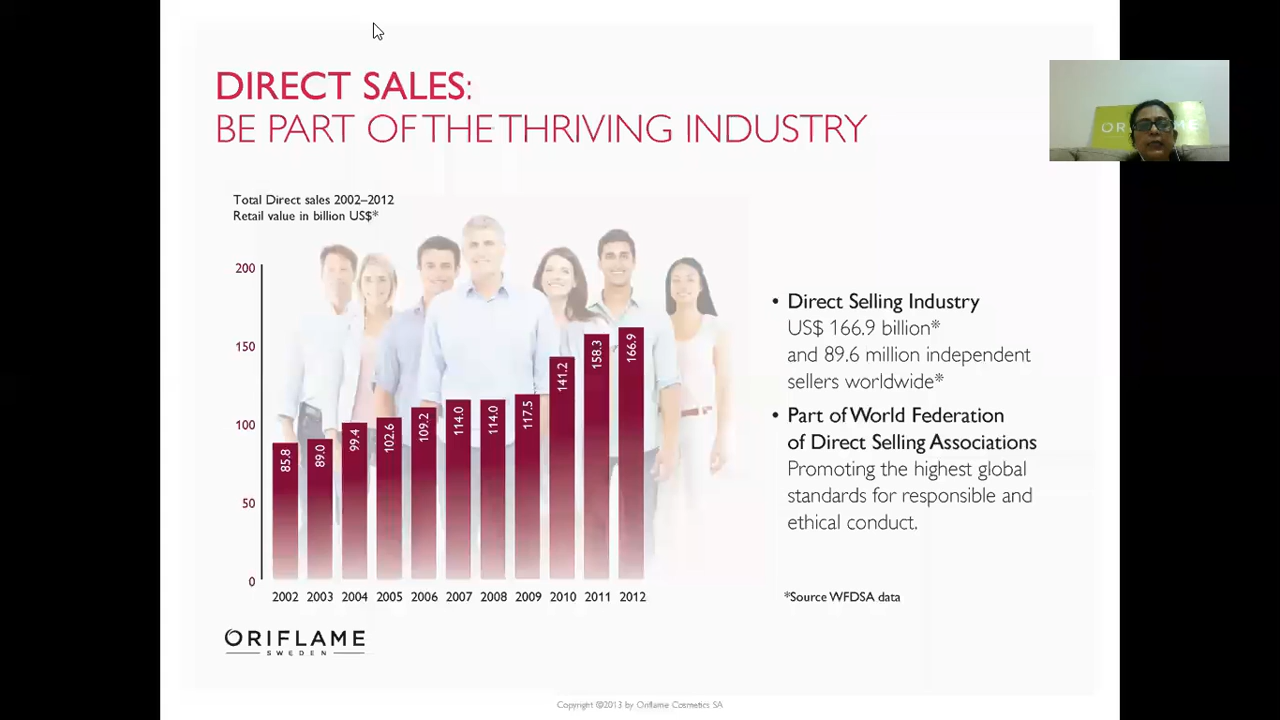 DIRECT SALES:
BE PART OF THE THRIVING INDUSTRY
ORIFLAME
Total Direct sales 2002–2012
Retail value in billion US$*
200
150
100
50
0
85.8
89.0
99.4
102.6
109.2
114.0
114.0
117.5
141.2
158.3
166.9
2002 2003 2004 2005 2006 2007 2008 2009 2010 2011 2012
• Direct Selling Industry
US$ 166.9 billion*
and 89.6 million independent
sellers worldwide*
• Part of World Federation
of Direct Selling Associations
Promoting the highest global
standards for responsible and
ethical conduct.
*Source WFDSA data
ORIFLAME
SWEDEN
Copyright ©2013 by Oriflame Cosmetics SA